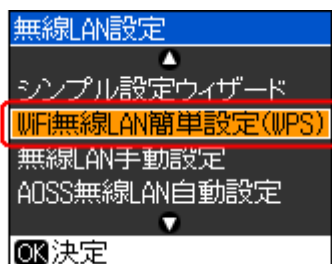 無線LAN設定
シンプル設定ウィザード
WiFi無線LAN簡単設定(WPS)
無線LAN手動設定
AOSS無線LAN自動設定
OK決定